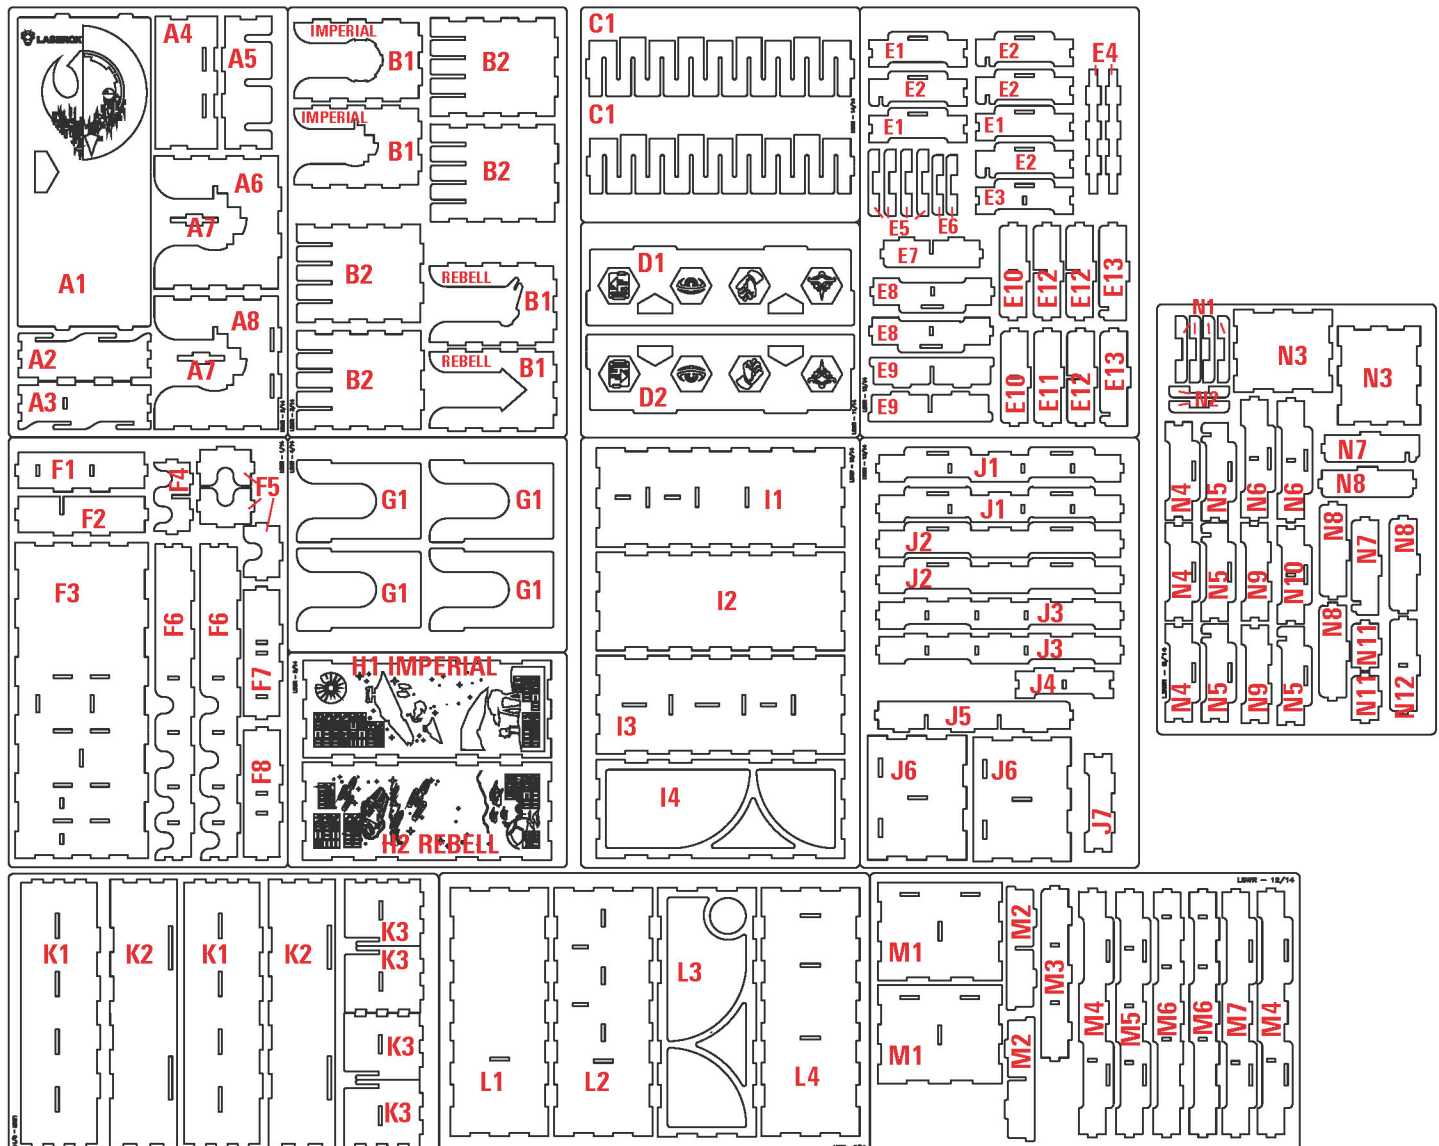 LASEROX
A1
A2
A3
A4
A5
A6
A7
A8
A7
IMPERIAL
B1
IMPERIAL
B1
B2
B2
B2
B2
REBELL
B1
REBELL
B1
C1
C1
D1
D2
E1
E2
E1
E2
E2
E1
E2
E3
E4
E5
E6
E7
E8
E8
E9
E9
E10
E12
E12
E13
E10
E11
E12
E13
F1
F2
F3
F4
F5
F6
F6
F7
F8
G1
G1
G1
G1
H1 IMPERIAL
H2 REBELL
I1
I2
I3
I4
J1
J1
J2
J2
J3
J3
J4
J5
J6
J6
J7
K1
K2
K1
K2
K3
K3
K3
K3
L1
L2
L3
L4
M1
M1
M2
M2
M3
M4
M5
M6
M6
M7
M4
LSWR - 12/14
N1
N2
N3
N3
N4
N5
N6
N6
N7
N8
N4
N5
N9
N10
N8
N7
N8
N4
N5
N9
N5
N8
N11
N11
N12